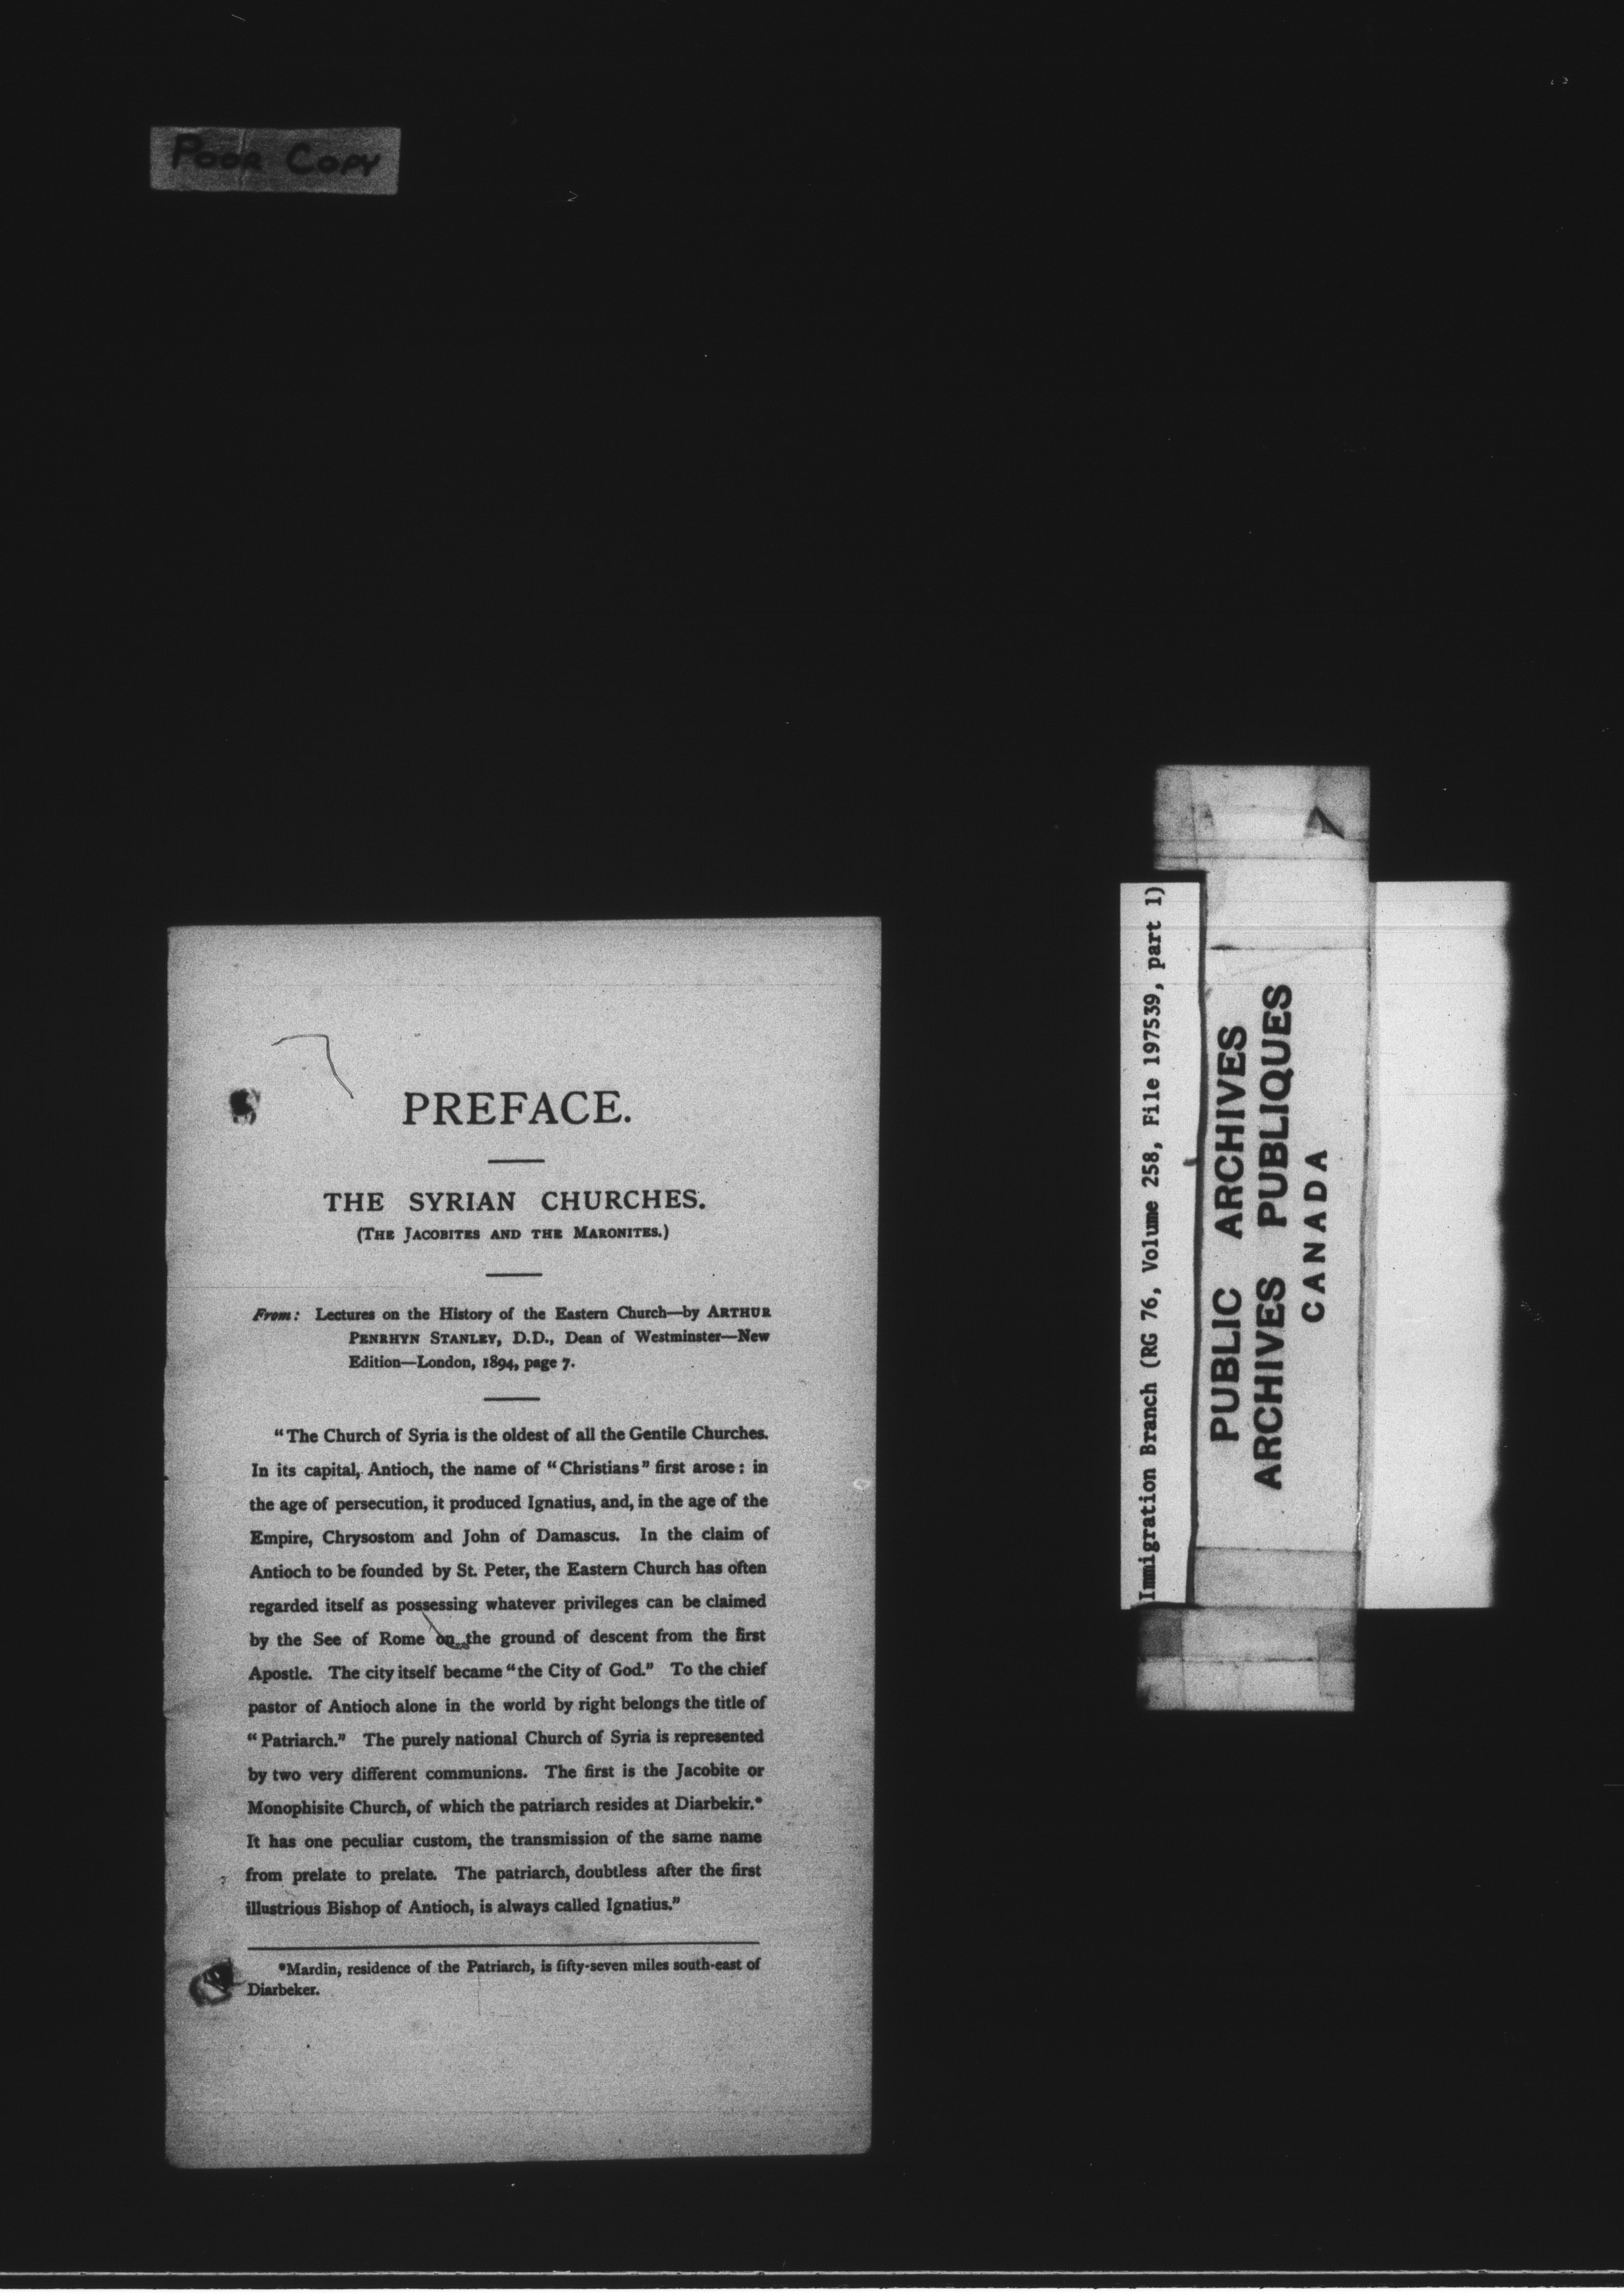 POOR COPY
PREFACE.
THE SYRIAN CHURCHES.
(THE JACOBITES AND THE MARONITES.)
From: Lectures on the History of the Eastern Church—by ARTHUR
PENRHYN STANLEY, D.D., Dean of Westminster—New
Edition—London, 1894, page 7.
"The Church of Syria is the oldest of all the Gentile Churches.
In its capital, Antioch, the name of "Christians" first arose: in
the age of persecution, it produced Ignatius, and, in the age of the
Empire, Chrysostom and John of Damascus. In the claim of
Antioch to be founded by St. Peter, the Eastern Church has often
regarded itself as possessing whatever privileges can be claimed
by the See of Rome on the ground of descent from the first
Apostle. The city itself became "the City of God." To the chief
pastor of Antioch alone in the world by right belongs the title of
"Patriarch." The purely national Church of Syria is represented
by two very different communions. The first is the Jacobite or
Monophisite Church, of which the patriarch resides at Diarbekir.*
It has one peculiar custom, the transmission of the same name
from prelate to prelate. The patriarch, doubtless after the first
illustrious Bishop of Antioch, is always called Ignatius."
*Mardin, residence of the Patriarch, is fifty-seven miles south-east of
Diarbeker.
Immigration Branch (RG 76, Volume 258, File 197539, part 1)
PUBLIC ARCHIVES
ARCHIVES PUBLIQUES
CANADA